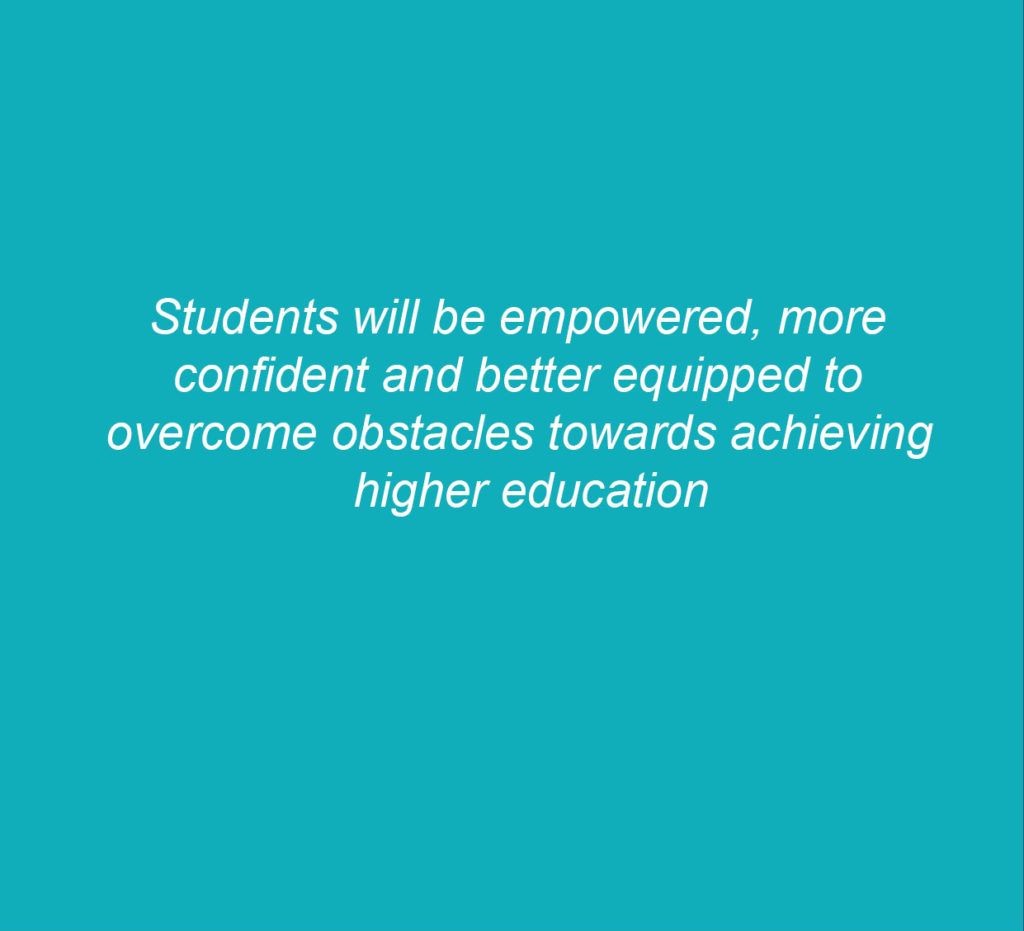 Students will be empowered, more
confident and better equipped to
overcome obstacles towards achieving
higher education